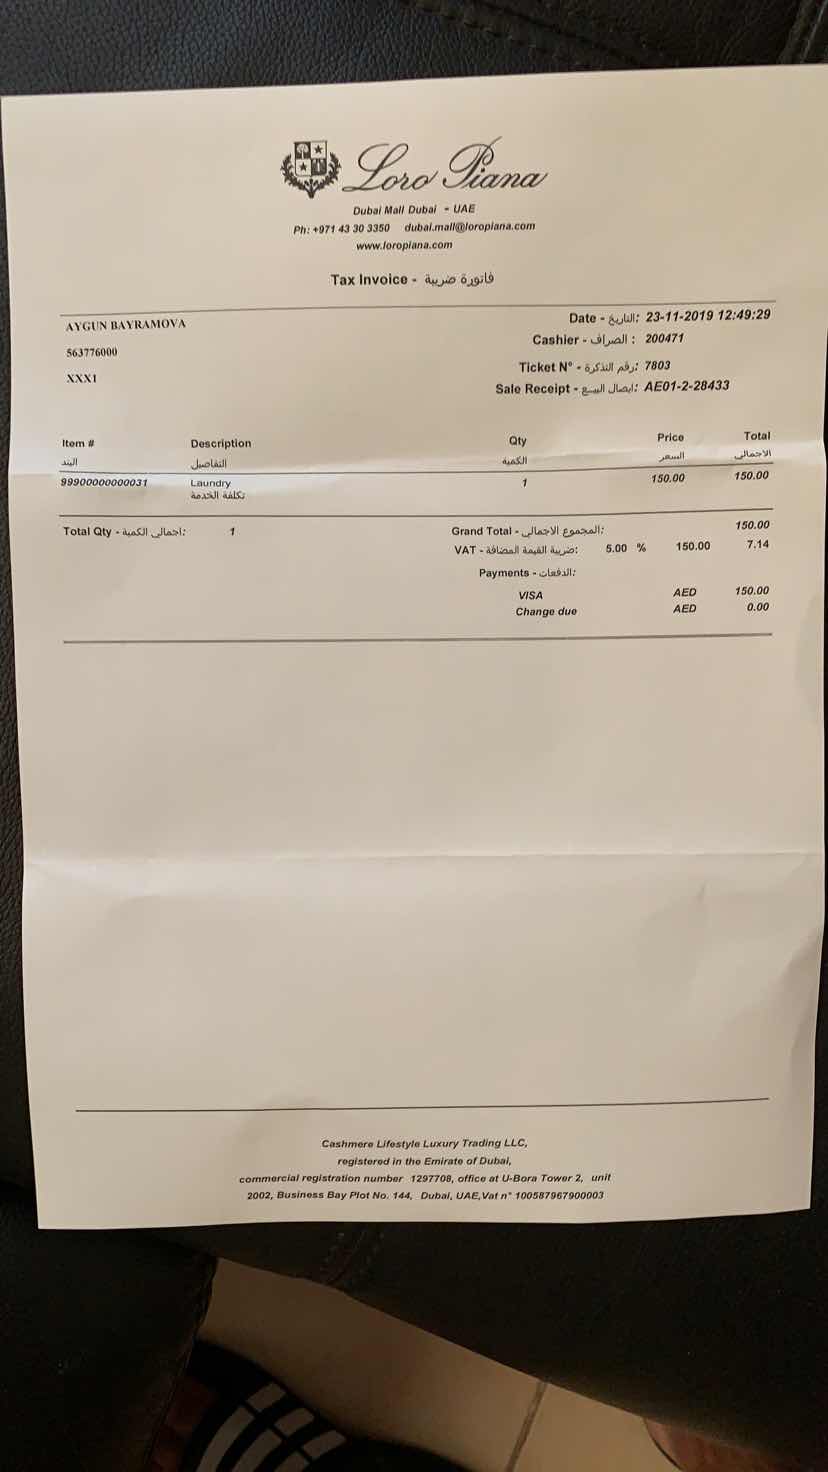 Loro Piana
Dubai Mall Dubai - UAE
Ph: +971 43 30 3350 dubai.mall@loropiana.com
www.loropiana.com
Tax Invoice - فاتورة ضريبة
AYGUN BAYRAMOVA
563776000
XXX1
Date - التاريخ: 23-11-2019 12:49:29
Cashier - الصراف : 200471
Ticket N° - رقم التذكرة: 7803
Sale Receipt - ايصال البيع: AE01-2-28433
Item # Description Qty Price Total
البند التفاصيل الكمية السعر الاجمالي
99900000000031 Laundry 1 150.00 150.00
تكلفة الخدمة
Total Qty - اجمالي الكمية: 1 Grand Total - المجموع الاجمالي: 150.00
VAT - ضريبة القيمة المضافة: 5.00 % 150.00 7.14
Payments - الدفعات:
VISA AED 150.00
Change due AED 0.00
Cashmere Lifestyle Luxury Trading LLC,
registered in the Emirate of Dubai,
commercial registration number 1297708, office at U-Bora Tower 2, unit
2002, Business Bay Plot No. 144, Dubai, UAE,Vat n° 100587967900003